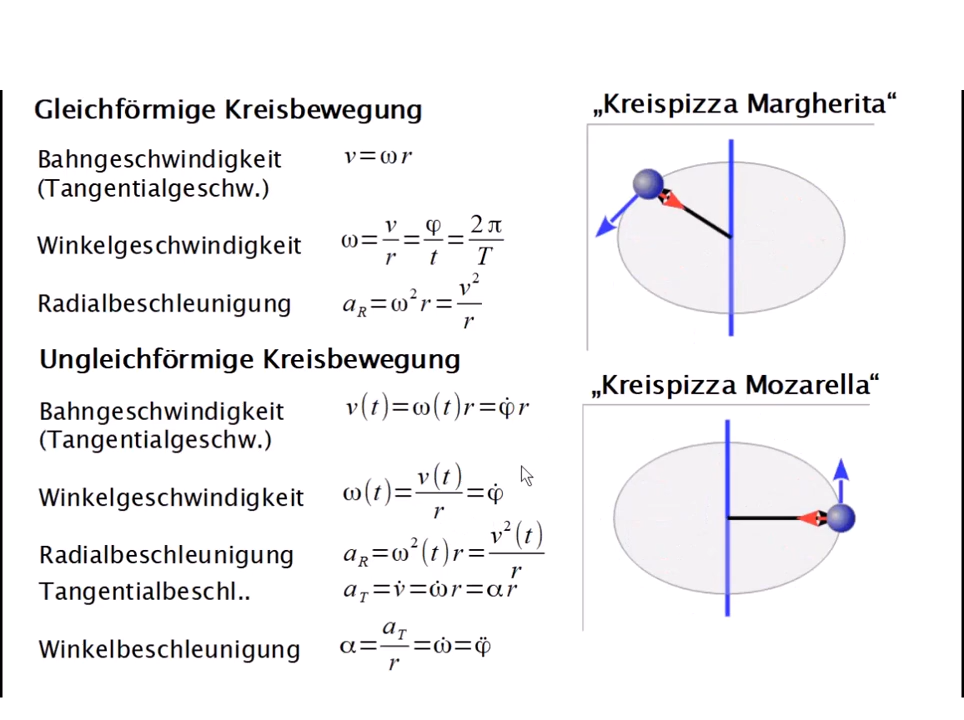 Gleichförmige Kreisbewegung
„Kreispizza Margherita“
Bahngeschwindigkeit v=ωr
(Tangentialgeschw.)
Winkelgeschwindigkeit ω=v/r=φ/t=2π/T
Radialbeschleunigung a_R=ω²r=v²/r
Ungleichförmige Kreisbewegung
„Kreispizza Mozarella“
Bahngeschwindigkeit v(t)=ω(t)r=φ̇r
(Tangentialgeschw.)
Winkelgeschwindigkeit ω(t)=v(t)/r=φ̇
Radialbeschleunigung a_R=ω²(t)r=v²(t)/r
Tangentialbeschl.. a_T=v̇=ω̇r=αr
Winkelbeschleunigung α=a_T/r=ω̇=φ̈